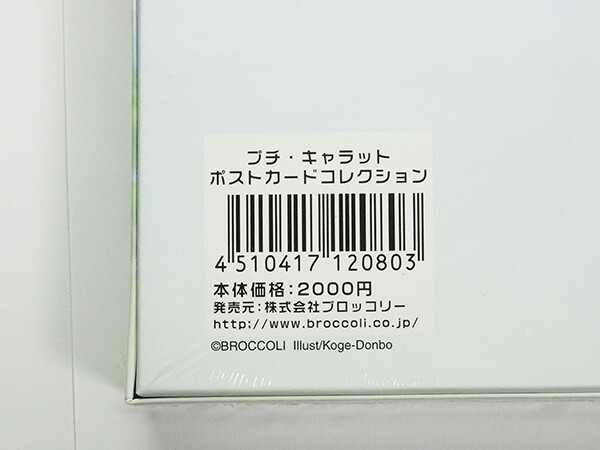 プチ・キャラット
ポストカードコレクション
4 510417 120803
本体価格:2000円
発売元:株式会社ブロッコリー
http://www.broccoli.co.jp/
©BROCCOLI Illust/Koge-Donbo